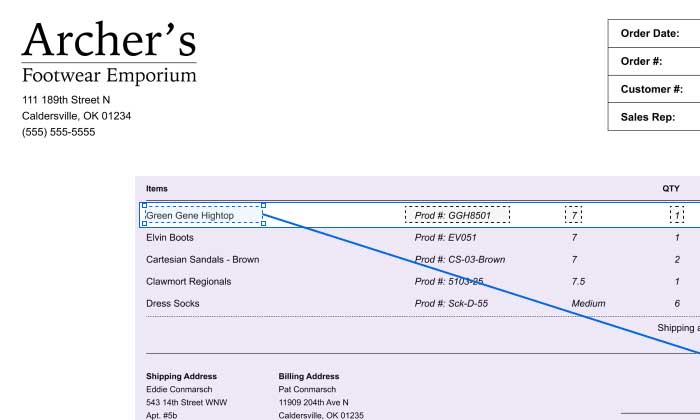 Archer's
Footwear Emporium
111 189th Street N
Caldersville, OK 01234
(555) 555-5555
Order Date:
Order #:
Customer #:
Sales Rep:
Items QTY
Green Gene Hightop Prod #: GGH8501 7 1
Elvin Boots Prod #: EV051 7 1
Cartesian Sandals - Brown Prod #: CS-03-Brown 7 2
Clawmort Regionals Prod #: 5103-25 7.5 1
Dress Socks Prod #: Sck-D-55 Medium 6
Shipping a
Shipping Address Billing Address
Eddie Conmarsch Pat Conmarsch
543 14th Street WNW 11909 204th Ave N
Apt. #5b Caldersville, OK 01235